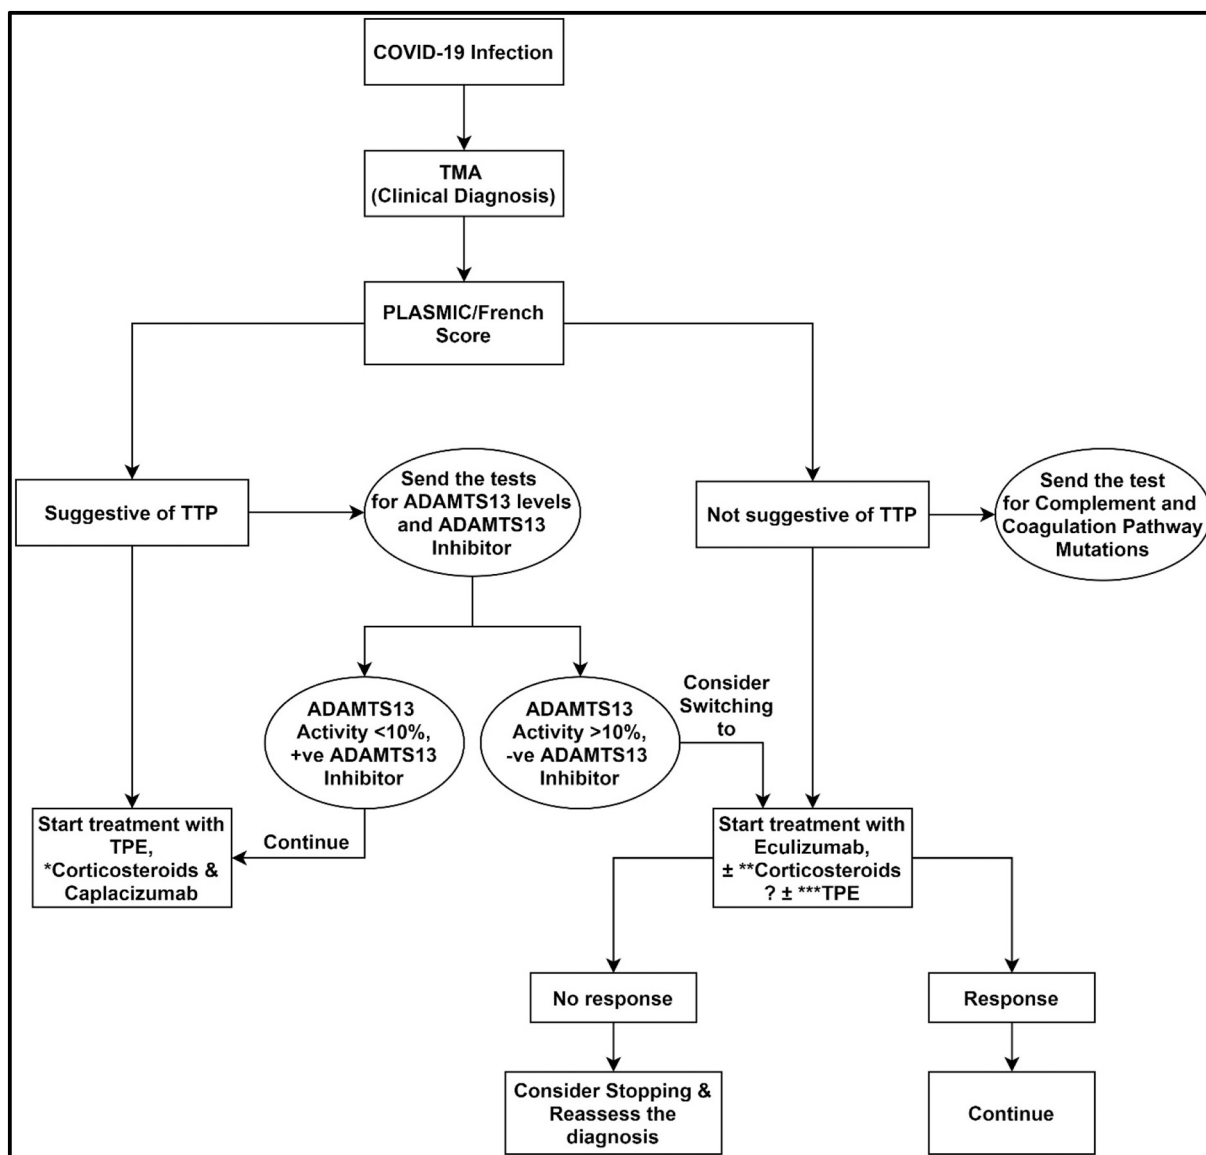 COVID-19 Infection
TMA
(Clinical Diagnosis)
PLASMIC/French
Score
Suggestive of TTP
Send the tests
for ADAMTS13 levels
and ADAMTS13
Inhibitor
Not suggestive of TTP
Send the test
for Complement and
Coagulation Pathway
Mutations
ADAMTS13
Activity <10%,
+ve ADAMTS13
Inhibitor
ADAMTS13
Activity >10%,
-ve ADAMTS13
Inhibitor
Consider
Switching
to
Start treatment with
TPE,
*Corticosteroids &
Caplacizumab
Continue
Start treatment with
Eculizumab,
± **Corticosteroids
? ± ***TPE
No response
Response
Consider Stopping &
Reassess the
diagnosis
Continue